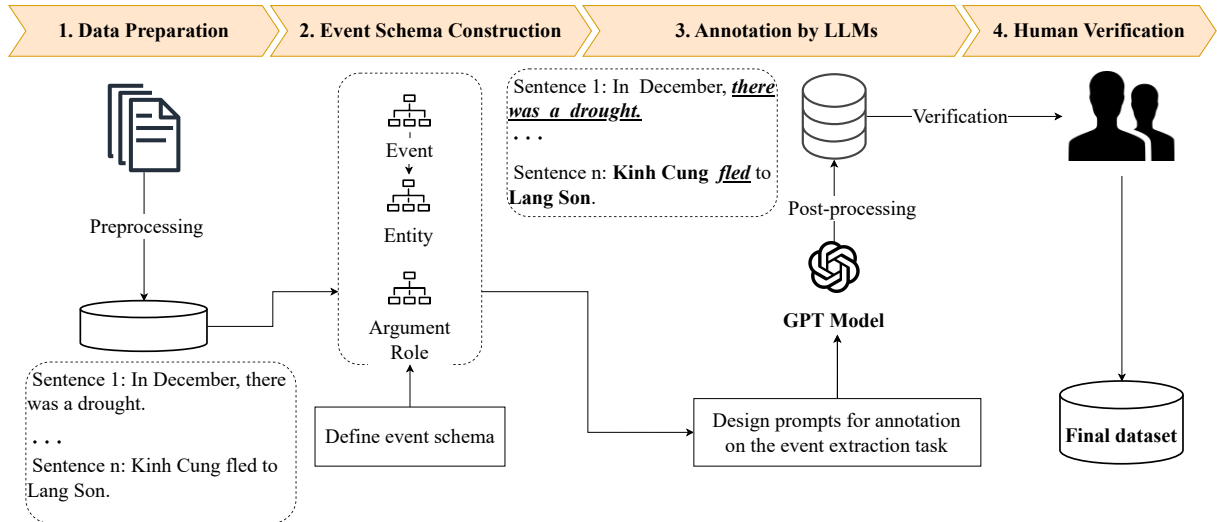 1. Data Preparation
2. Event Schema Construction
3. Annotation by LLMs
4. Human Verification
Preprocessing
Sentence 1: In December, there
was a drought.
. . .
Sentence n: Kinh Cung fled to
Lang Son.
Event
Entity
Argument
Role
Define event schema
Sentence 1: In December, there
was a drought.
. . .
Sentence n: Kinh Cung fled to
Lang Son.
Design prompts for annotation
on the event extraction task
GPT Model
Post-processing
Verification
Final dataset